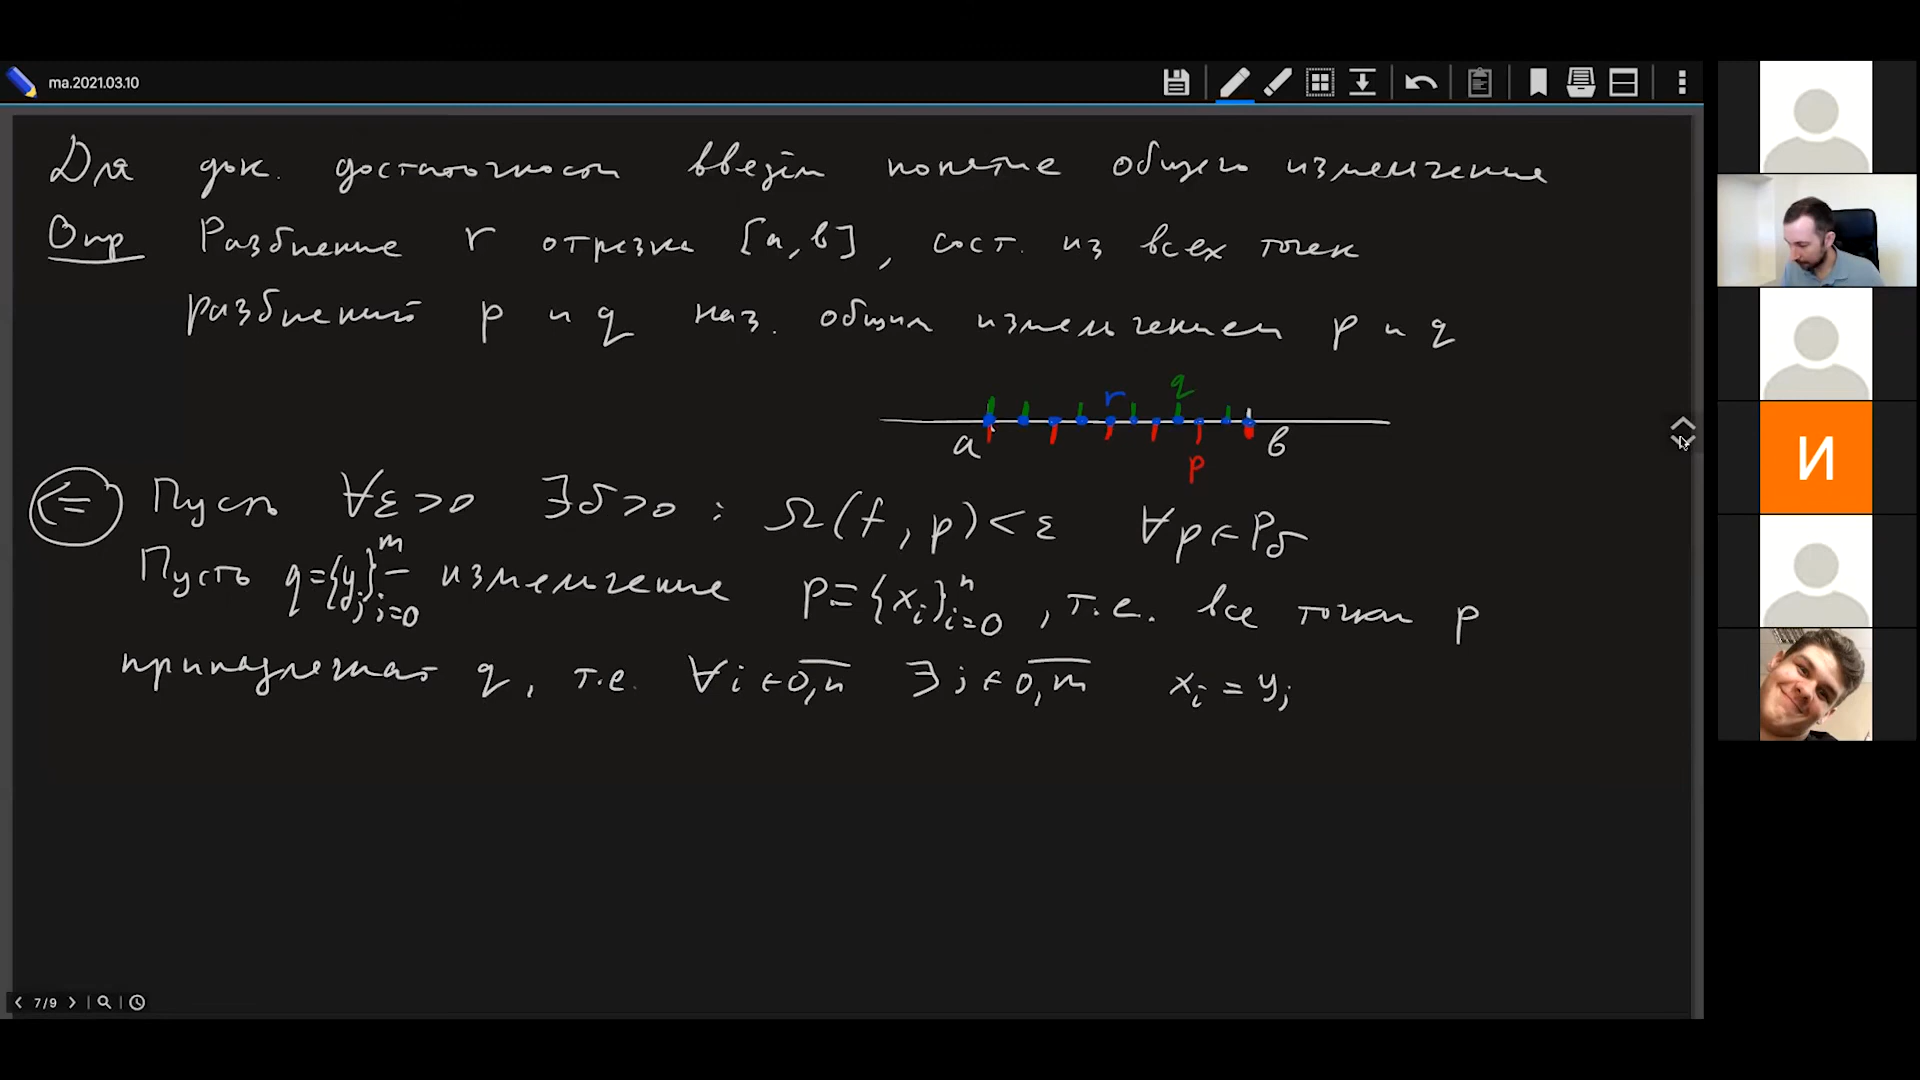 ma.2021.03.10
Для док. достаточности введём понятие общего измельчения
Опр Разбиение r отрезка [a, b], сост. из всех точек
разбиений p и q наз. общим измельчением p и q
r q
a b
p
(<=) Пусть ∀ε>0 ∃δ>0 : Ω(f, p) < ε ∀p∈P_δ
Пусть q={y_j}_{j=0}^m – измельчение p={x_i}_{i=0}^n, т.е. все точки p
принадлежат q, т.е. ∀i∈\overline{0,n} ∃j∈\overline{0,m} x_i = y_j
И
7/9